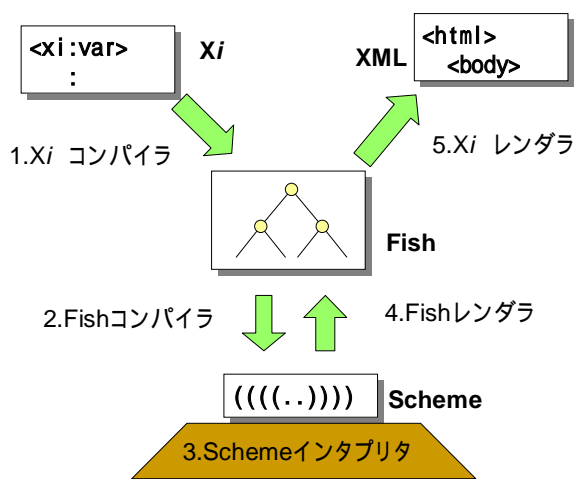 <xi:var>
:
Xi
XML
<html>
<body>
1.Xi コンパイラ
5.Xi レンダラ
Fish
2.Fishコンパイラ
4.Fishレンダラ
((((..))))
Scheme
3.Schemeインタプリタ